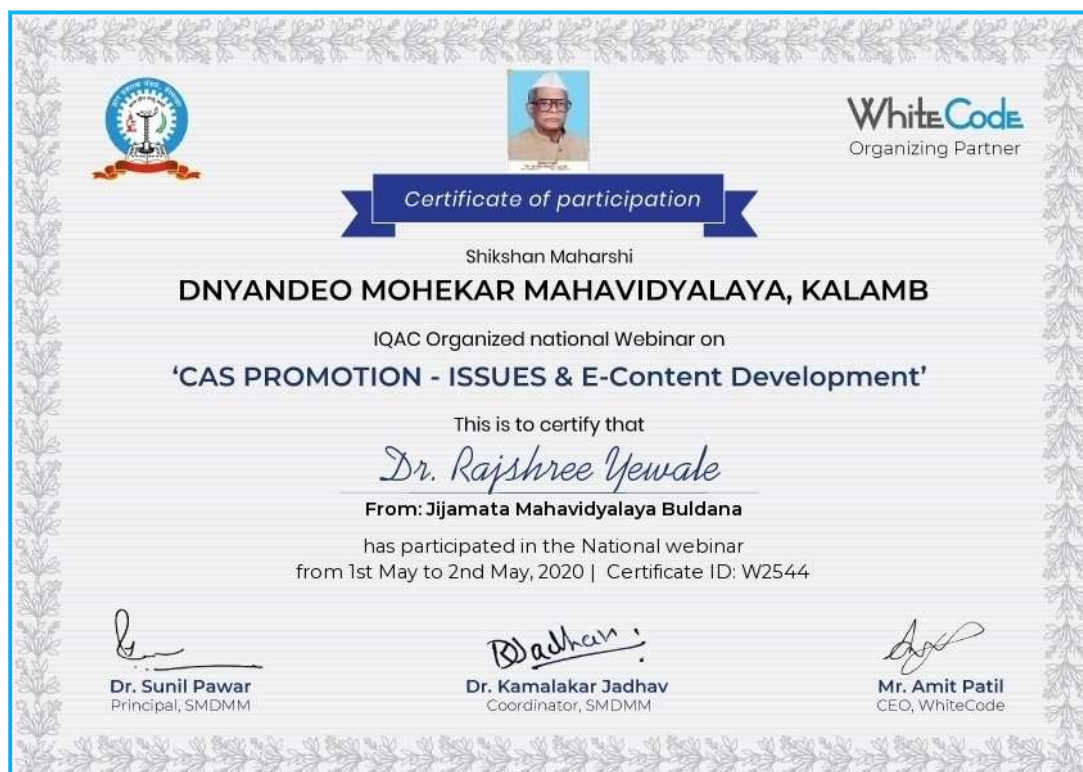 WhiteCode
Organizing Partner
Certificate of participation
Shikshan Maharshi
DNYANDEO MOHEKAR MAHAVIDYALAYA, KALAMB
IQAC Organized national Webinar on
‘CAS PROMOTION - ISSUES & E-Content Development’
This is to certify that
Dr. Rajshree Yewale
From: Jijamata Mahavidyalaya Buldana
has participated in the National webinar
from 1st May to 2nd May, 2020 | Certificate ID: W2544
Dr. Sunil Pawar
Principal, SMDMM
Dr. Kamalakar Jadhav
Coordinator, SMDMM
Mr. Amit Patil
CEO, WhiteCode